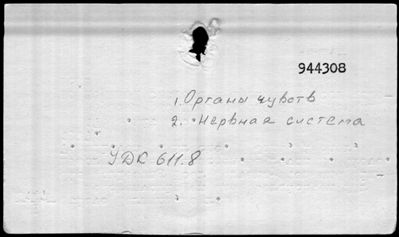 944308
1. Органы чувств
2. Нервная система
УДК 611.8